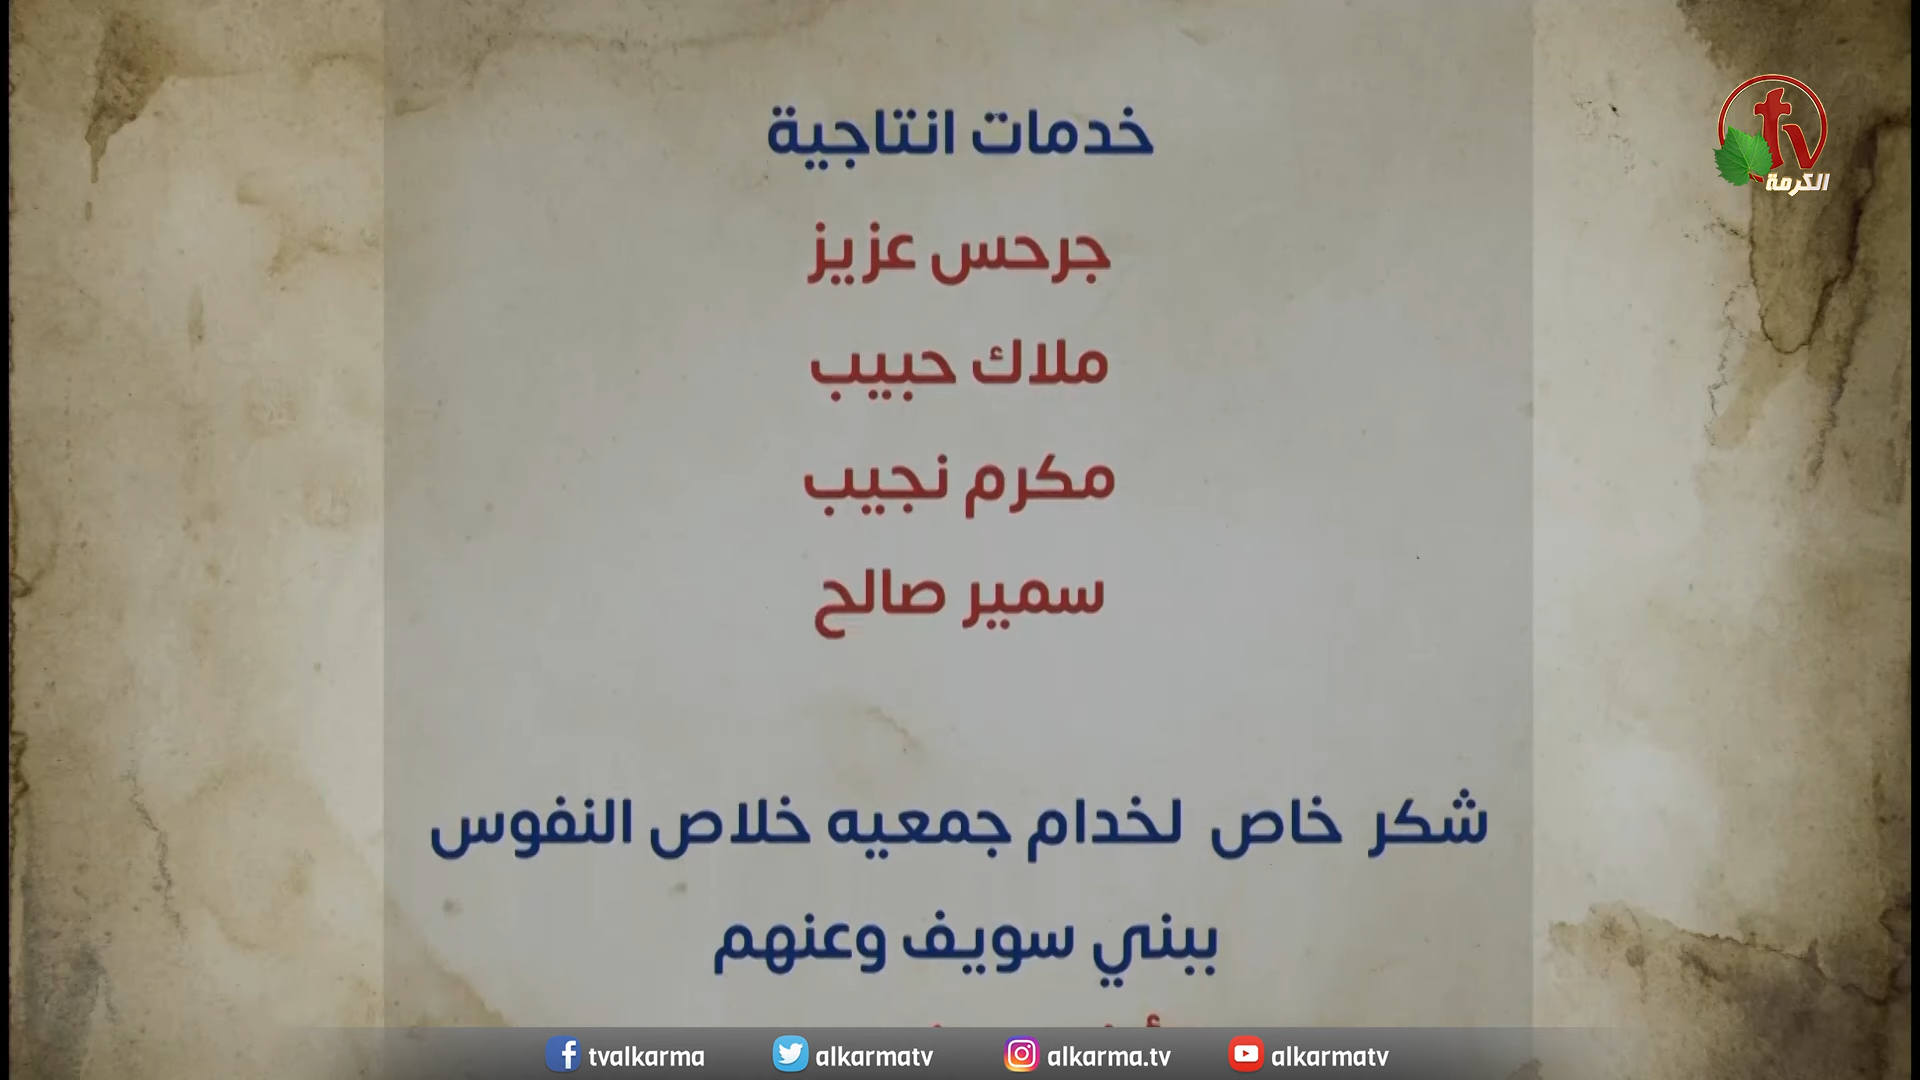 خدمات انتاجية
جرحس عزيز
ملاك حبيب
مكرم نجيب
سمير صالح
شكر خاص لخدام جمعيه خلاص النفوس
ببني سويف وعنهم
tv
الكرمة
tvalkarma alkarmatv alkarma.tv alkarmatv